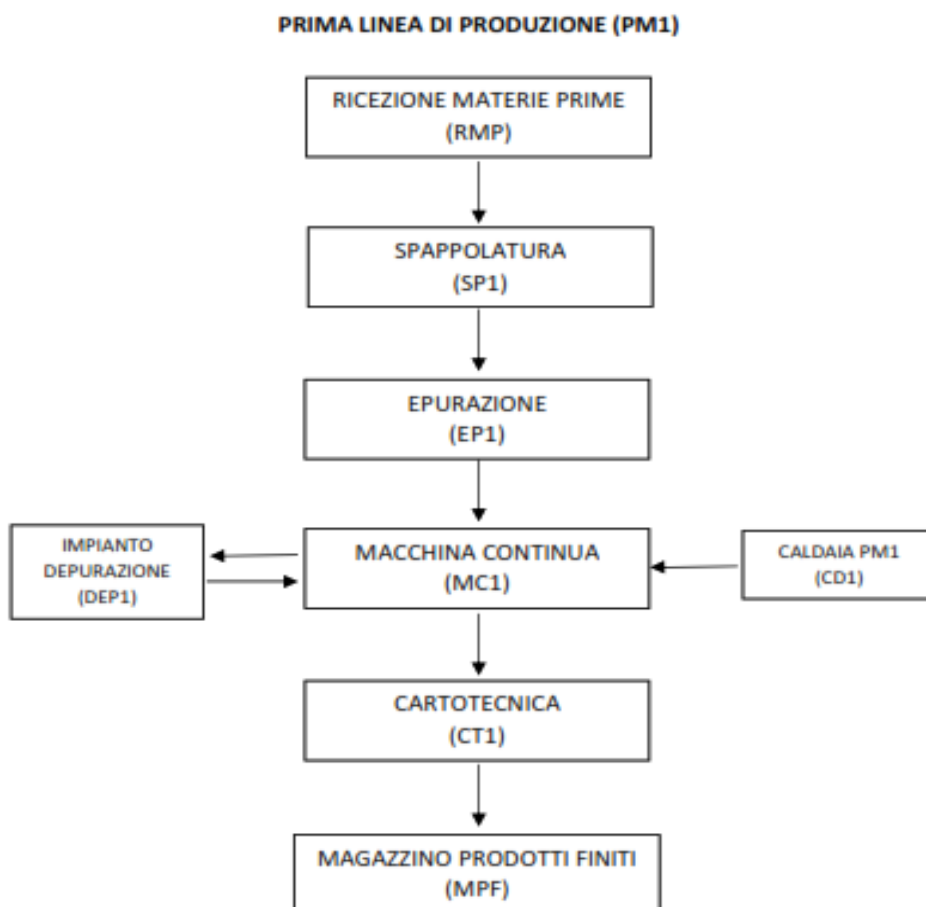 PRIMA LINEA DI PRODUZIONE (PM1)
RICEZIONE MATERIE PRIME
(RMP)
SPAPPOLATURA
(SP1)
EPURAZIONE
(EP1)
IMPIANTO
DEPURAZIONE
(DEP1)
MACCHINA CONTINUA
(MC1)
CALDAIA PM1
(CD1)
CARTOTECNICA
(CT1)
MAGAZZINO PRODOTTI FINITI
(MPF)